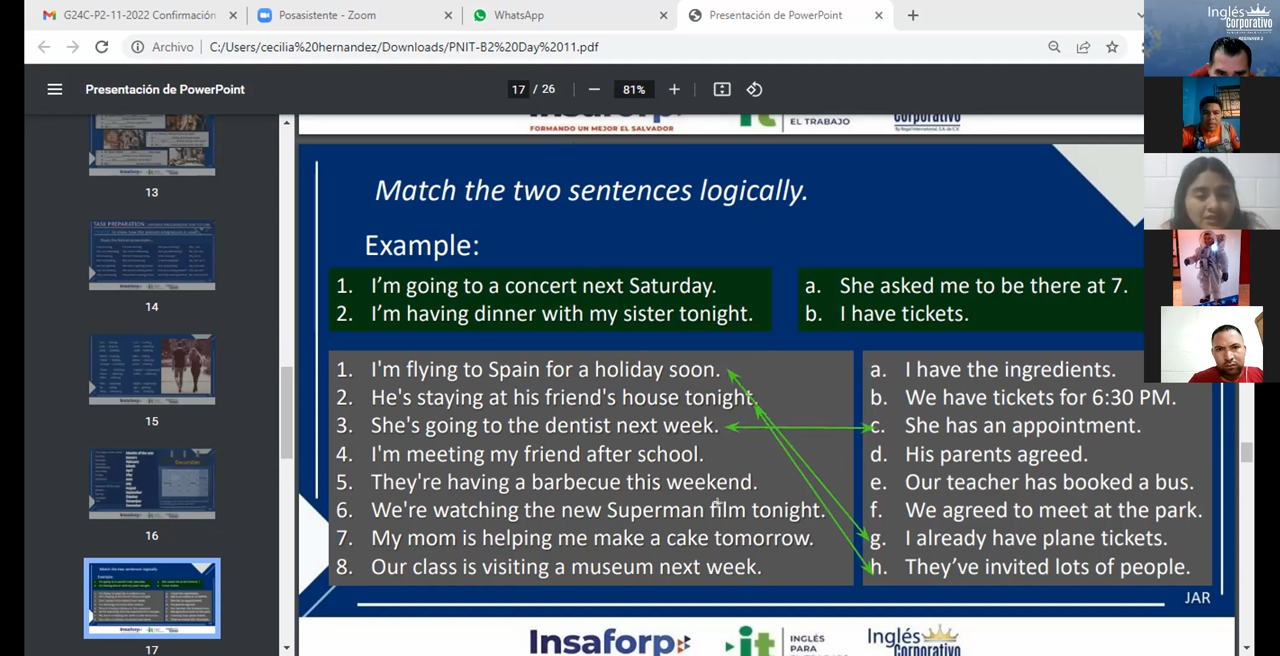 G24C-P2-11-2022 Confirmación
Posasistente - Zoom
WhatsApp
Presentación de PowerPoint
Archivo
C:/Users/cecilia%20hernandez/Downloads/PNIT-B2%20Day%2011.pdf
Presentación de PowerPoint
17 / 26
81%
Inglés
Corporativo
BEGINNER 2
13
14
15
16
17
FORMANDO UN MEJOR EL SALVADOR
EL TRABAJO
Corporativo
Match the two sentences logically.
Example:
1. I'm going to a concert next Saturday.
2. I'm having dinner with my sister tonight.
a. She asked me to be there at 7.
b. I have tickets.
1. I'm flying to Spain for a holiday soon.
2. He's staying at his friend's house tonight.
3. She's going to the dentist next week.
4. I'm meeting my friend after school.
5. They're having a barbecue this weekend.
6. We're watching the new Superman film tonight.
7. My mom is helping me make a cake tomorrow.
8. Our class is visiting a museum next week.
a. I have the ingredients.
b. We have tickets for 6:30 PM.
c. She has an appointment.
d. His parents agreed.
e. Our teacher has booked a bus.
f. We agreed to meet at the park.
g. I already have plane tickets.
h. They've invited lots of people.
JAR
Insaforp
it
INGLÉS
PARA
Inglés
Corporativo